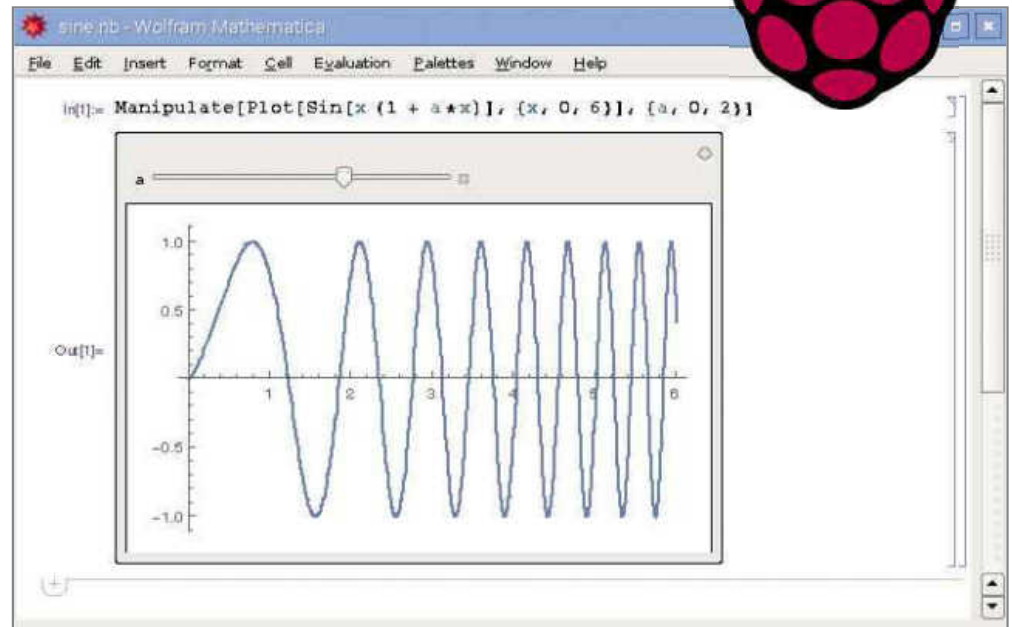 sine.nb - Wolfram Mathematica
File Edit Insert Format Cell Evaluation Palettes Window Help
In[1]:= Manipulate[Plot[Sin[x (1 + a*x)], {x, 0, 6}], {a, 0, 2}]
a
1.0
0.5
Out[1]=
1 2 3 4 5 6
-0.5
-1.0